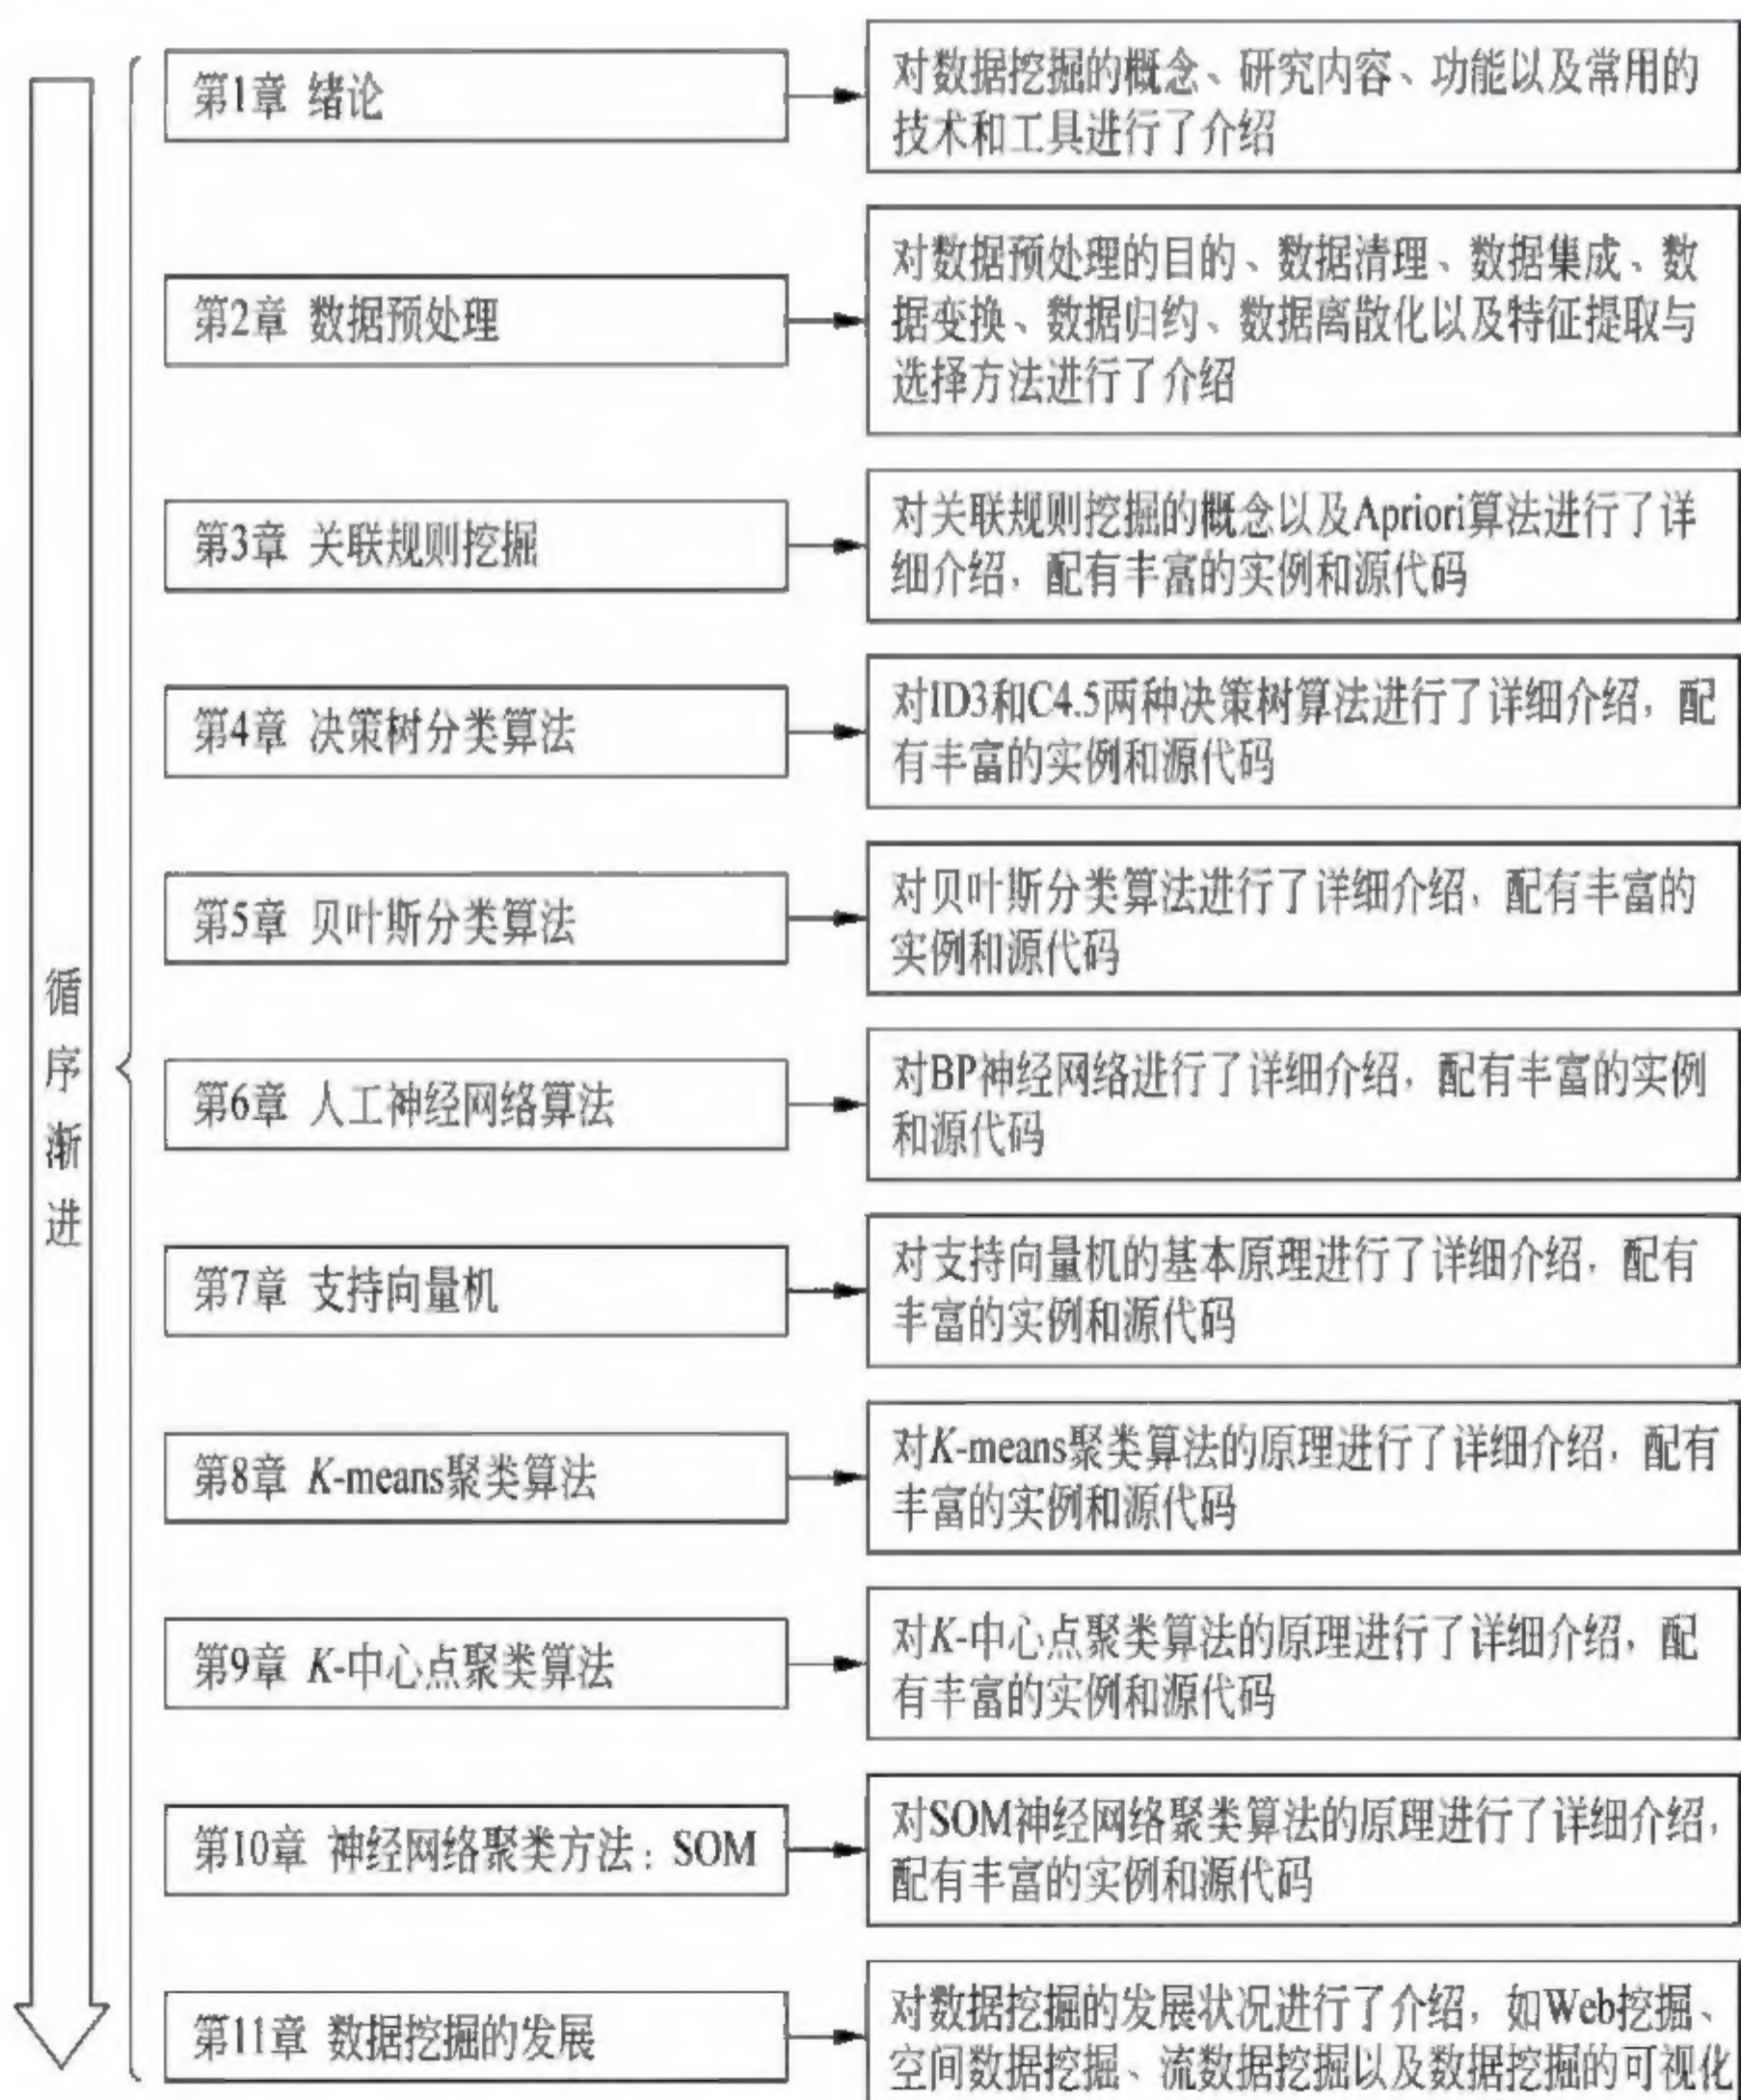 循序渐进
第1章 绪论
对数据挖掘的概念、研究内容、功能以及常用的
技术和工具进行了介绍
第2章 数据预处理
对数据预处理的目的、数据清理、数据集成、数
据变换、数据归约、数据离散化以及特征提取与
选择方法进行了介绍
第3章 关联规则挖掘
对关联规则挖掘的概念以及Apriori算法进行了详
细介绍，配有丰富的实例和源代码
第4章 决策树分类算法
对ID3和C4.5两种决策树算法进行了详细介绍，配
有丰富的实例和源代码
第5章 贝叶斯分类算法
对贝叶斯分类算法进行了详细介绍，配有丰富的
实例和源代码
第6章 人工神经网络算法
对BP神经网络进行了详细介绍，配有丰富的实例
和源代码
第7章 支持向量机
对支持向量机的基本原理进行了详细介绍，配有
丰富的实例和源代码
第8章 K-means聚类算法
对K-means聚类算法的原理进行了详细介绍，配有
丰富的实例和源代码
第9章 K-中心点聚类算法
对K-中心点聚类算法的原理进行了详细介绍，配
有丰富的实例和源代码
第10章 神经网络聚类方法：SOM
对SOM神经网络聚类算法的原理进行了详细介绍，
配有丰富的实例和源代码
第11章 数据挖掘的发展
对数据挖掘的发展状况进行了介绍，如Web挖掘、
空间数据挖掘、流数据挖掘以及数据挖掘的可视化